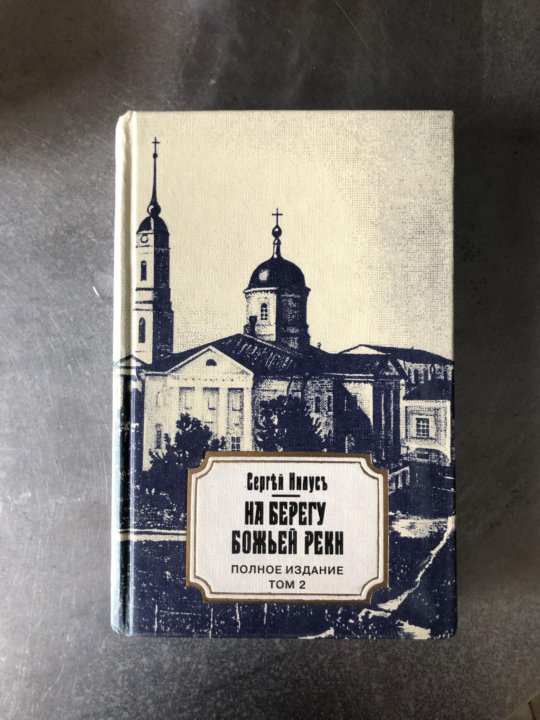 Сергѣй Нилусъ
НА БЕРЕГУ
БОЖЬЕЙ РЕКИ
ПОЛНОЕ ИЗДАНИЕ
ТОМ 2